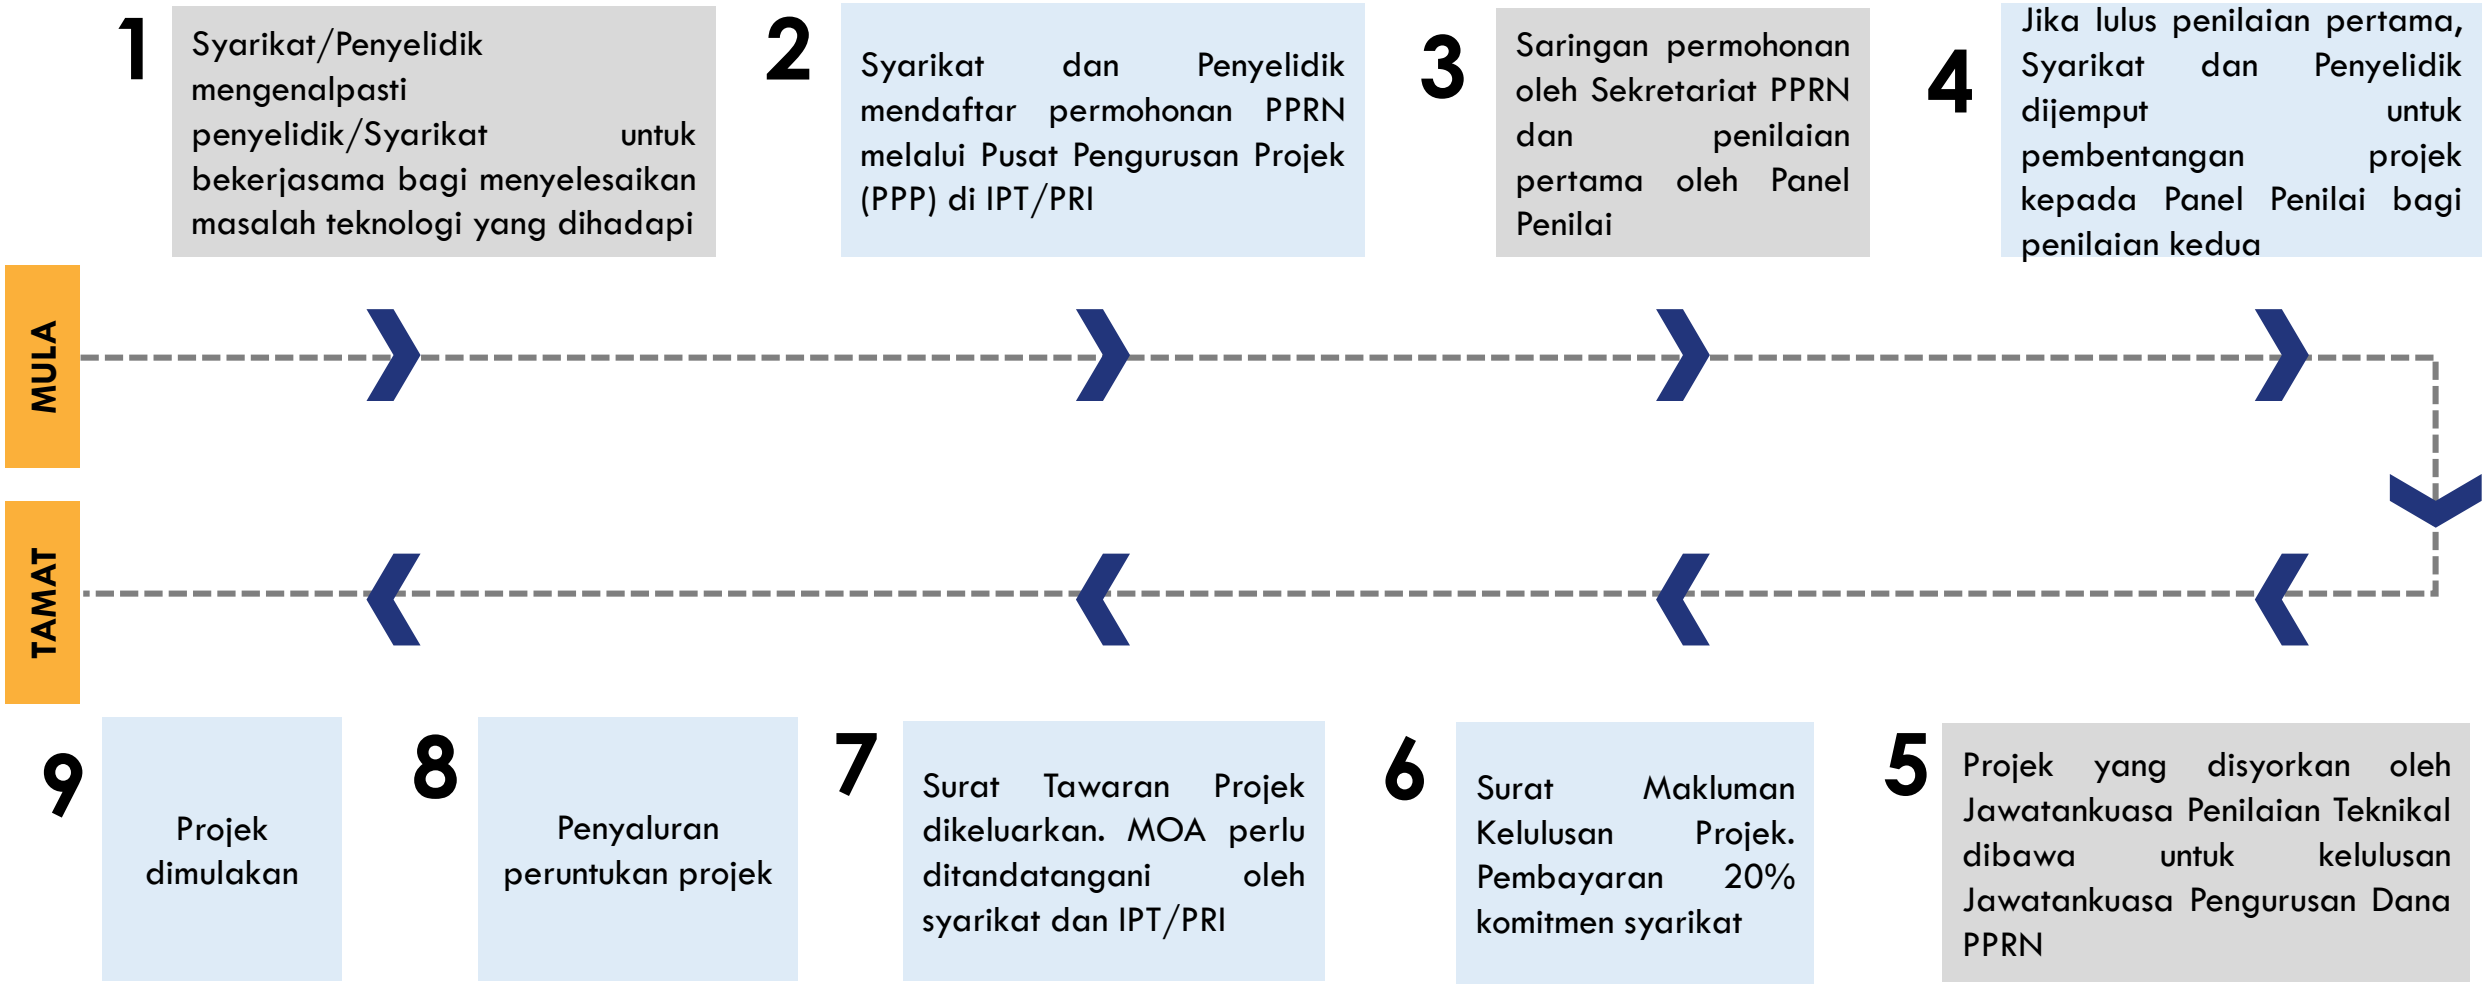 1
Syarikat/Penyelidik
mengenalpasti
penyelidik/Syarikat untuk
bekerjasama bagi menyelesaikan
masalah teknologi yang dihadapi
2
Syarikat dan Penyelidik
mendaftar permohonan PPRN
melalui Pusat Pengurusan Projek
(PPP) di IPT/PRI
3
Saringan permohonan
oleh Sekretariat PPRN
dan penilaian
pertama oleh Panel
Penilai
4
Jika lulus penilaian pertama,
Syarikat dan Penyelidik
dijemput untuk
pembentangan projek
kepada Panel Penilai bagi
penilaian kedua
MULA
TAMAT
9
Projek
dimulakan
8
Penyaluran
peruntukan projek
7
Surat Tawaran Projek
dikeluarkan. MOA perlu
ditandatangani oleh
syarikat dan IPT/PRI
6
Surat Makluman
Kelulusan Projek.
Pembayaran 20%
komitmen syarikat
5
Projek yang disyorkan oleh
Jawatankuasa Penilaian Teknikal
dibawa untuk kelulusan
Jawatankuasa Pengurusan Dana
PPRN